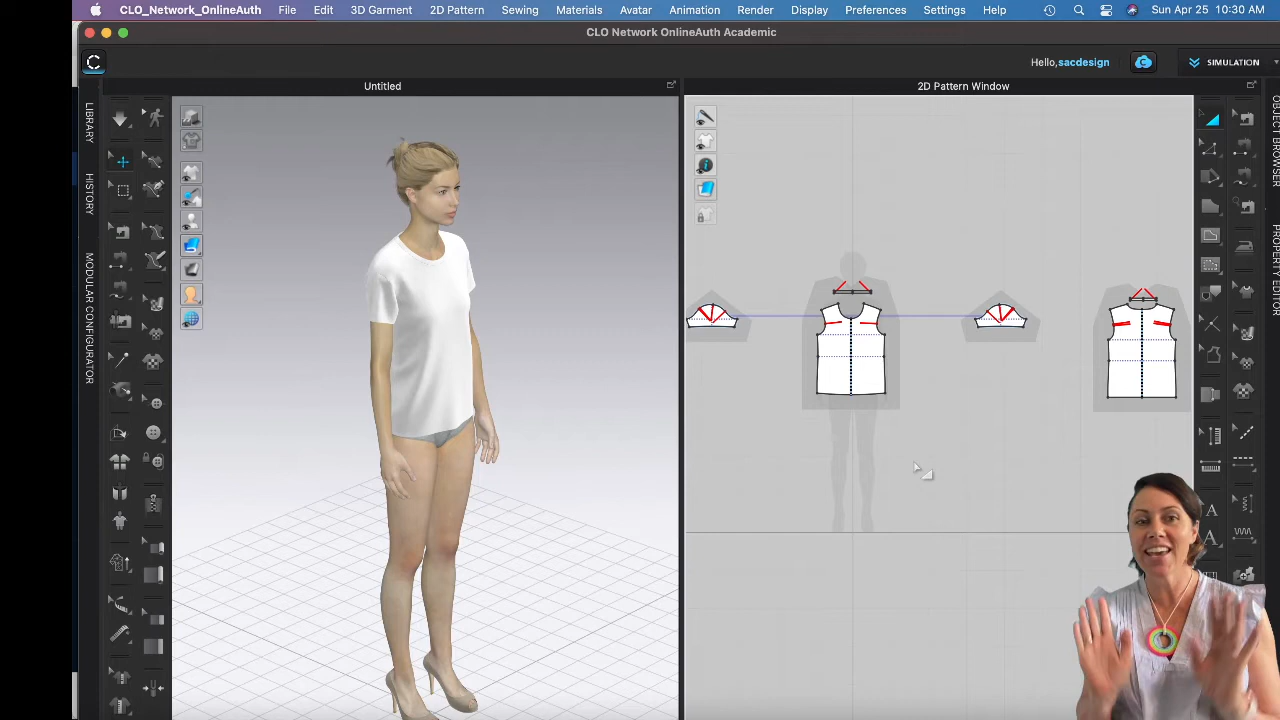 CLO_Network_OnlineAuth File Edit 3D Garment 2D Pattern Sewing Materials Avatar Animation Render Display Preferences Settings Help Sun Apr 25 10:30 AM
CLO Network OnlineAuth Academic
Hello,sacdesign
SIMULATION
Untitled
2D Pattern Window
LIBRARY
HISTORY
MODULAR CONFIGURATOR
OBJECT BROWSER
PROPERTY EDITOR
A
A